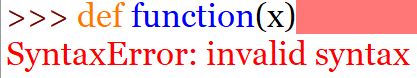 >>> def function(x)
SyntaxError: invalid syntax